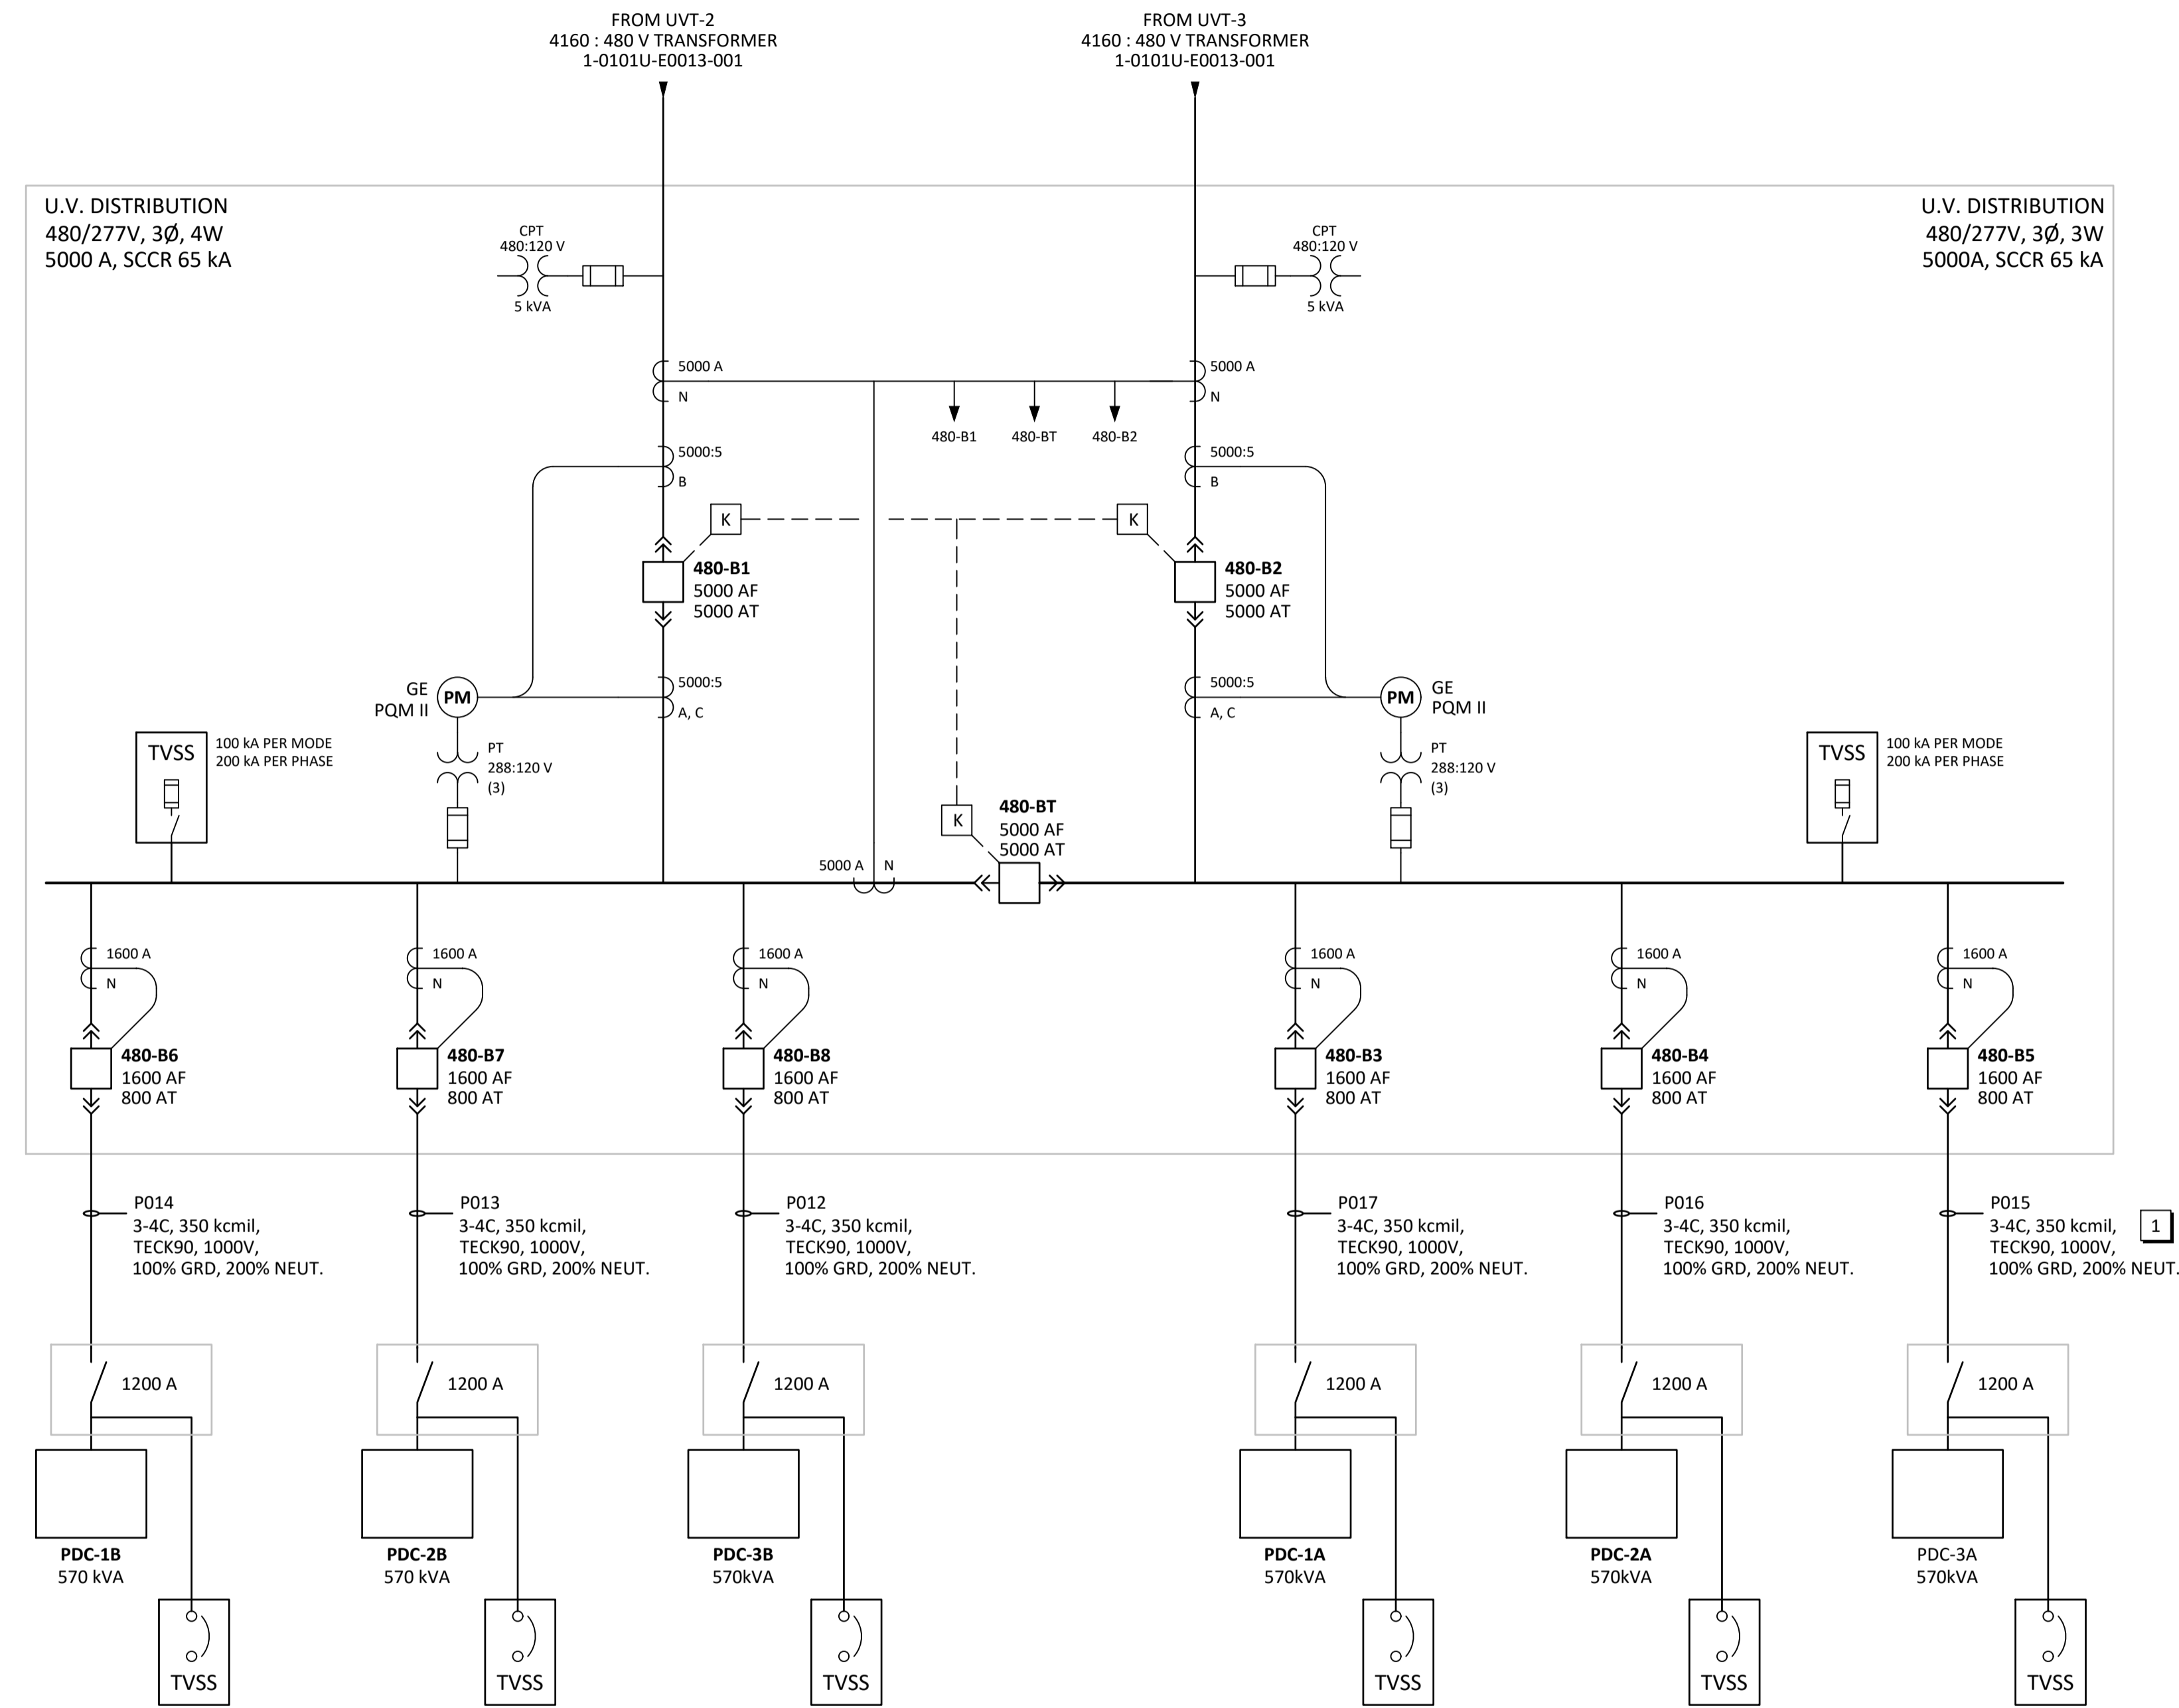 FROM UVT-2
4160 : 480 V TRANSFORMER
1-0101U-E0013-001
FROM UVT-3
4160 : 480 V TRANSFORMER
1-0101U-E0013-001
U.V. DISTRIBUTION
480/277V, 3Ø, 4W
5000 A, SCCR 65 kA
U.V. DISTRIBUTION
480/277V, 3Ø, 3W
5000A, SCCR 65 kA
CPT
480:120 V
5 kVA
CPT
480:120 V
5 kVA
5000 A
N
5000 A
N
480-B1
480-BT
480-B2
5000:5
B
5000:5
B
K
K
480-B1
5000 AF
5000 AT
480-B2
5000 AF
5000 AT
GE
PQM II
PM
5000:5
A, C
5000:5
A, C
PM
GE
PQM II
TVSS
100 kA PER MODE
200 kA PER PHASE
PT
288:120 V
(3)
PT
288:120 V
(3)
TVSS
100 kA PER MODE
200 kA PER PHASE
K
480-BT
5000 AF
5000 AT
5000 A
N
1600 A
N
1600 A
N
1600 A
N
1600 A
N
1600 A
N
1600 A
N
480-B6
1600 AF
800 AT
480-B7
1600 AF
800 AT
480-B8
1600 AF
800 AT
480-B3
1600 AF
800 AT
480-B4
1600 AF
800 AT
480-B5
1600 AF
800 AT
P014
3-4C, 350 kcmil,
TECK90, 1000V,
100% GRD, 200% NEUT.
P013
3-4C, 350 kcmil,
TECK90, 1000V,
100% GRD, 200% NEUT.
P012
3-4C, 350 kcmil,
TECK90, 1000V,
100% GRD, 200% NEUT.
P017
3-4C, 350 kcmil,
TECK90, 1000V,
100% GRD, 200% NEUT.
P016
3-4C, 350 kcmil,
TECK90, 1000V,
100% GRD, 200% NEUT.
P015
3-4C, 350 kcmil,
TECK90, 1000V,
100% GRD, 200% NEUT.
1
1200 A
1200 A
1200 A
1200 A
1200 A
1200 A
PDC-1B
570 kVA
PDC-2B
570 kVA
PDC-3B
570kVA
PDC-1A
570kVA
PDC-2A
570kVA
PDC-3A
570kVA
TVSS
TVSS
TVSS
TVSS
TVSS
TVSS